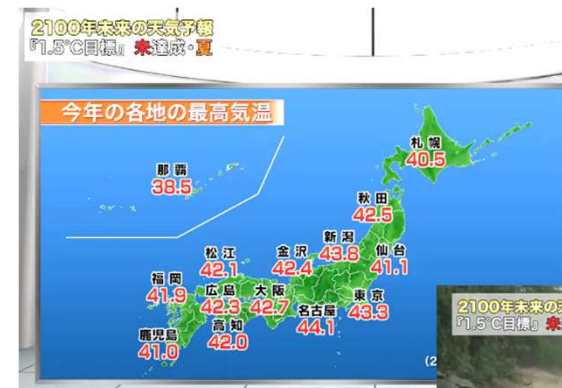 2100年未来の天気予報
『1.5℃目標』 未達成・夏
今年の各地の最高気温
札幌
40.5
那覇
38.5
秋田
42.5
新潟
43.8
仙台
41.1
金沢
42.4
松江
42.1
福岡
41.9
広島
42.3
大阪
42.7
名古屋
44.1
東京
43.3
高知
42.0
鹿児島
41.0
(2
2100年未来の天
『1.5℃目標』 未